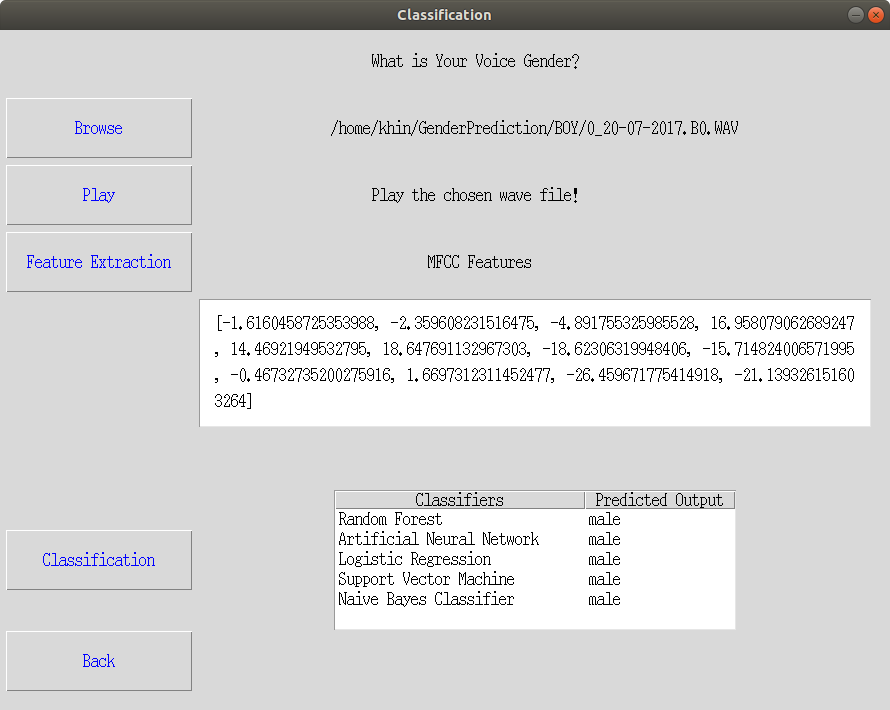 Classification
What is Your Voice Gender?
Browse
/home/khin/GenderPrediction/BOY/0_20-07-2017.B0.WAV
Play
Play the chosen wave file!
Feature Extraction
MFCC Features
[-1.6160458725353988, -2.359608231516475, -4.891755325985528, 16.958079062689247
, 14.46921949532795, 18.647691132967303, -18.62306319948406, -15.714824006571995
, -0.46732735200275916, 1.6697312311452477, -26.459671775414918, -21.13932615160
3264]
Classifiers Predicted Output
Random Forest male
Artificial Neural Network male
Logistic Regression male
Support Vector Machine male
Naive Bayes Classifier male
Classification
Back